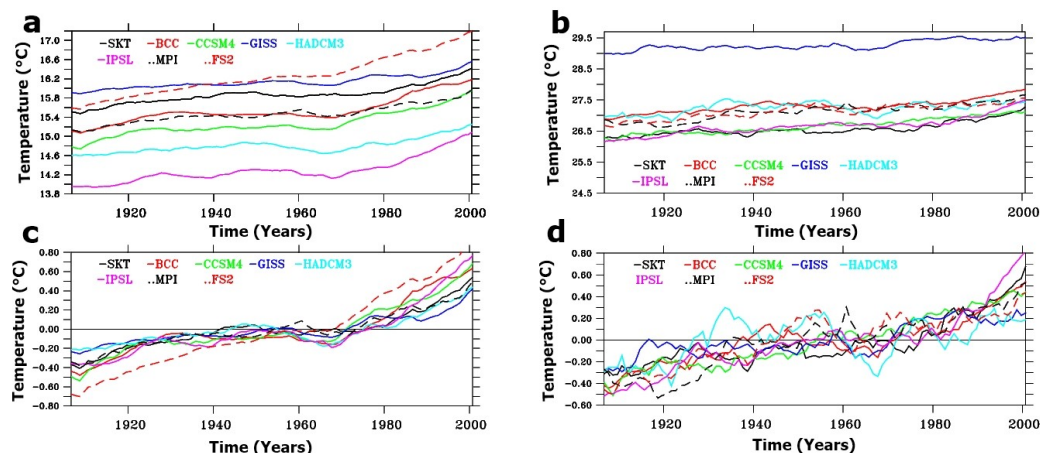 a
17.0
16.6
16.2
15.8
15.4
15.0
14.6
14.2
13.8
Temperature (°C)
-SKT -BCC -CCSM4 -GISS -HADCM3
-IPSL ..MPI ..FS2
1920 1940 1960 1980 2000
Time (Years)
b
29.5
28.5
27.5
26.5
25.5
24.5
Temperature (°C)
-SKT -BCC -CCSM4 -GISS -HADCM3
-IPSL ..MPI ..FS2
1920 1940 1960 1980 2000
Time (Years)
c
0.80
0.60
0.40
0.20
0.00
-0.20
-0.40
-0.60
-0.80
Temperature (°C)
-SKT -BCC -CCSM4 -GISS -HADCM3
-IPSL ..MPI ..FS2
1920 1940 1960 1980 2000
Time (Years)
d
0.80
0.60
0.40
0.20
0.00
-0.20
-0.40
-0.60
Temperature (°C)
-SKT -BCC -CCSM4 -GISS -HADCM3
IPSL ..MPI ..FS2
1920 1940 1960 1980 2000
Time (Years)